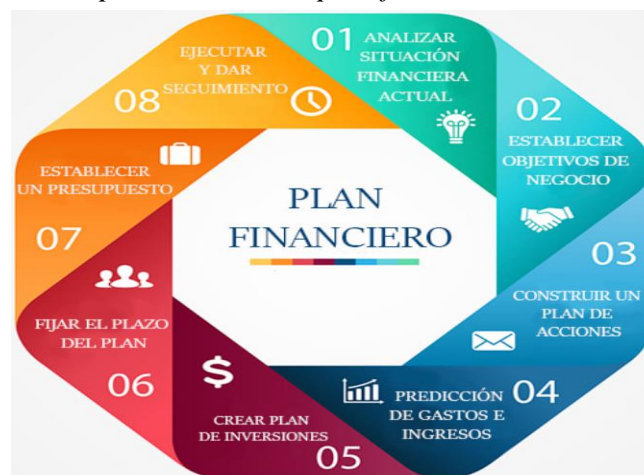 PLAN
FINANCIERO
01
ANALIZAR
SITUACIÓN
FINANCIERA
ACTUAL
02
ESTABLECER
OBJETIVOS DE
NEGOCIO
03
CONSTRUIR UN
PLAN DE
ACCIONES
04
PREDICCIÓN
DE GASTOS E
INGRESOS
$
CREAR PLAN
DE INVERSIONES
05
FIJAR EL PLAZO
DEL PLAN
06
ESTABLECER
UN PRESUPUESTO
07
EJECUTAR
Y DAR
SEGUIMIENTO
08